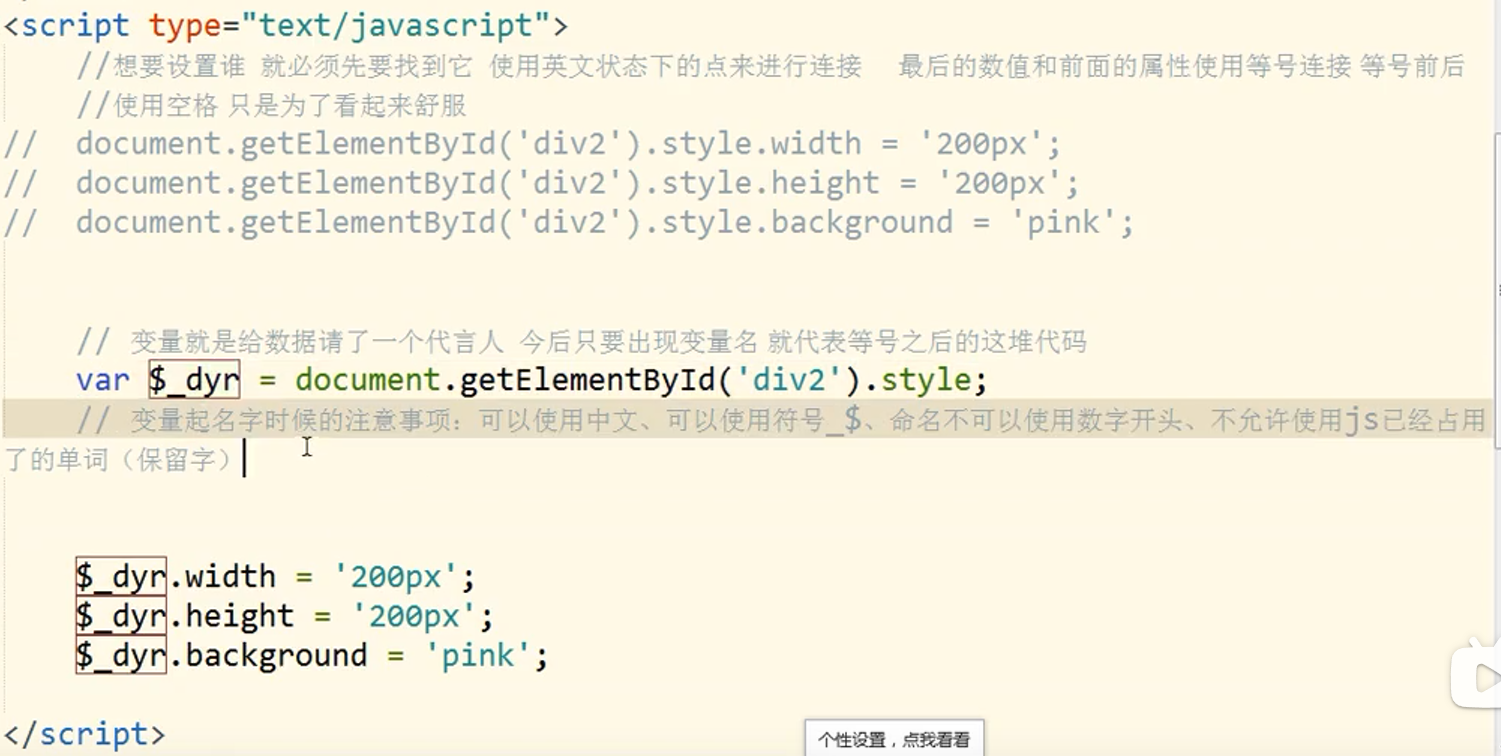 <script type="text/javascript">
//想要设置谁 就必须先要找到它 使用英文状态下的点来进行连接 最后的数值和前面的属性使用等号连接 等号前后
//使用空格 只是为了看起来舒服
// document.getElementById('div2').style.width = '200px';
// document.getElementById('div2').style.height = '200px';
// document.getElementById('div2').style.background = 'pink';
// 变量就是给数据请了一个代言人 今后只要出现变量名 就代表等号之后的这堆代码
var $_dyr = document.getElementById('div2').style;
// 变量起名字时候的注意事项：可以使用中文、可以使用符号_$、命名不可以使用数字开头、不允许使用js已经占用
了的单词（保留字）
$_dyr.width = '200px';
$_dyr.height = '200px';
$_dyr.background = 'pink';
</script>
个性设置，点我看看